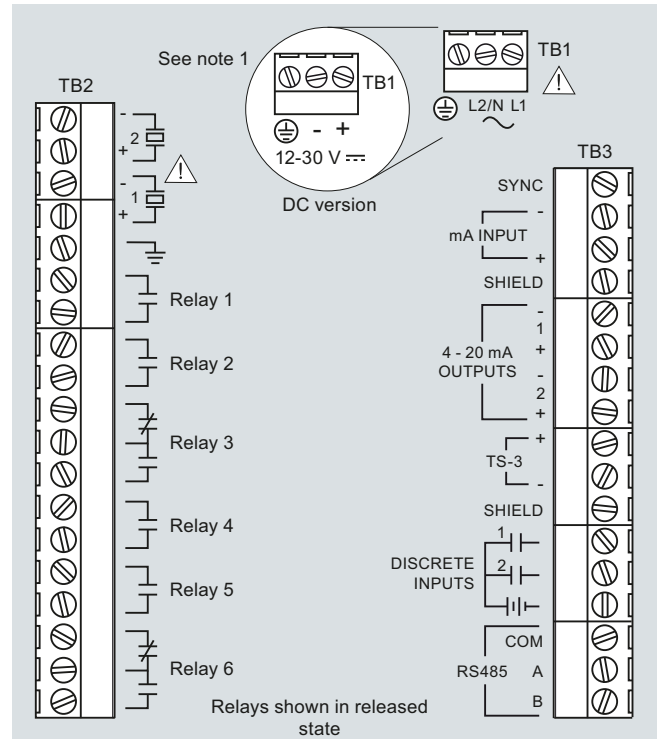 See note 1
TB1
- +
12-30 V
DC version
TB1
L2/N L1
TB2
-
2
+
-
1
+
Relay 1
Relay 2
Relay 3
Relay 4
Relay 5
Relay 6
Relays shown in released
state
TB3
SYNC
-
mA INPUT
+
SHIELD
-
1
+
4 - 20 mA
OUTPUTS
-
2
+
+
TS-3
-
SHIELD
1
DISCRETE
INPUTS
2
COM
RS485 A
B